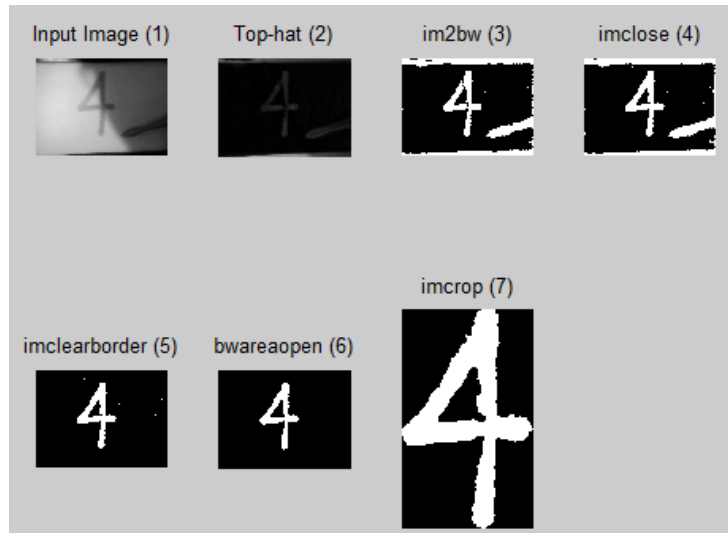 Input Image (1)
Top-hat (2)
im2bw (3)
imclose (4)
4
4
4
4
imclearborder (5)
bwareaopen (6)
imcrop (7)
4
4
4